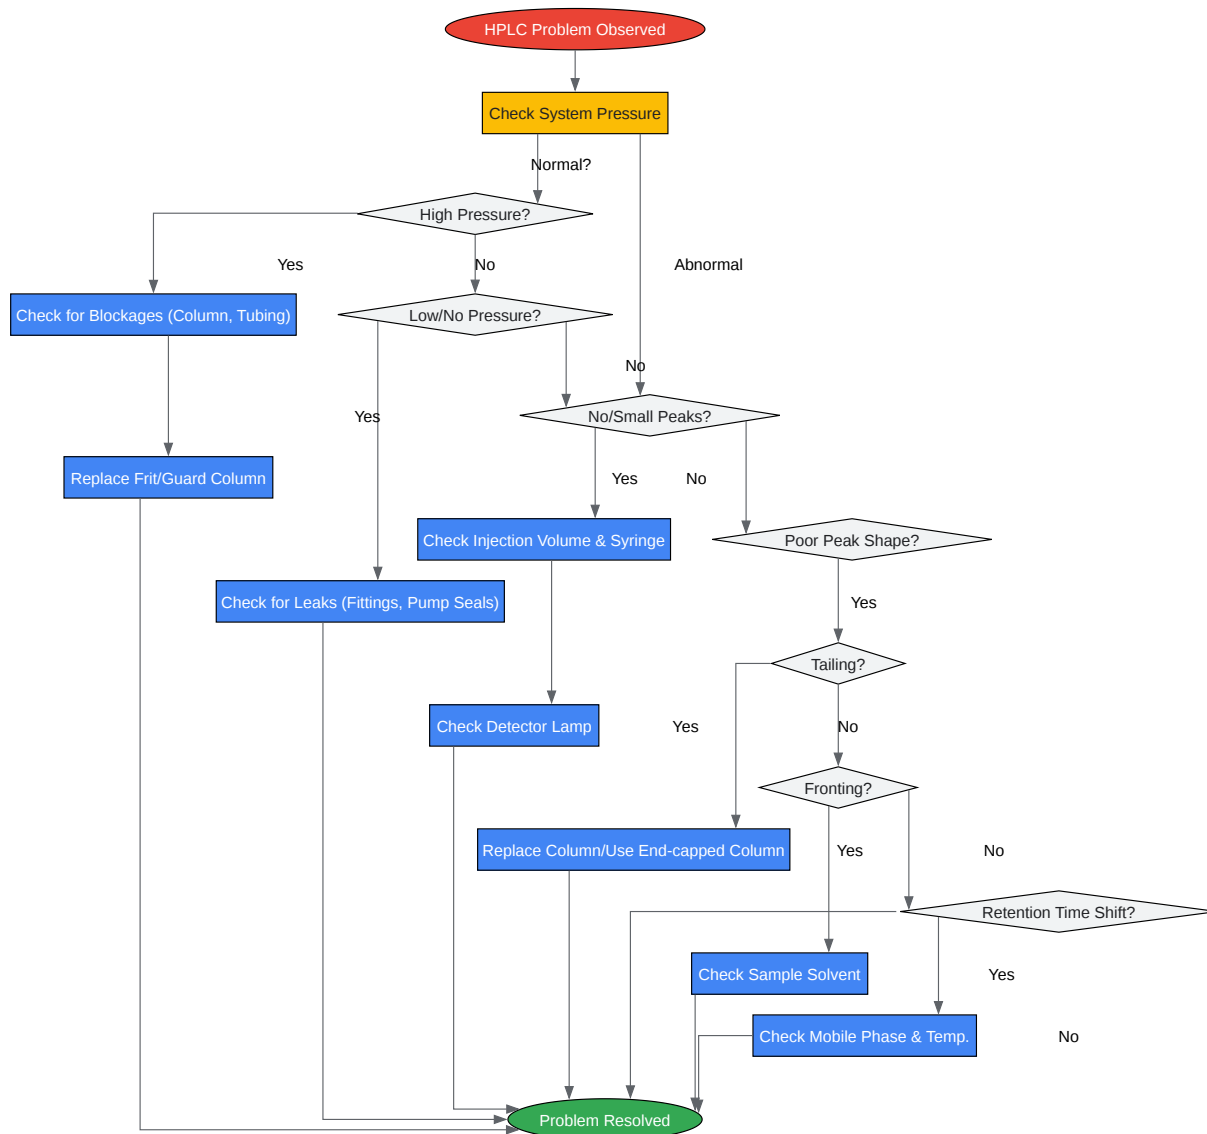 HPLC Problem Observed
Check System Pressure
Normal?
High Pressure?
Yes
No
Abnormal
Check for Blockages (Column, Tubing)
Low/No Pressure?
No
Yes
No/Small Peaks?
Replace Frit/Guard Column
Yes
No
Check Injection Volume & Syringe
Poor Peak Shape?
Check for Leaks (Fittings, Pump Seals)
Yes
Tailing?
Check Detector Lamp
Yes
No
Fronting?
Replace Column/Use End-capped Column
Yes
No
Retention Time Shift?
Check Sample Solvent
Yes
Check Mobile Phase & Temp.
No
Problem Resolved